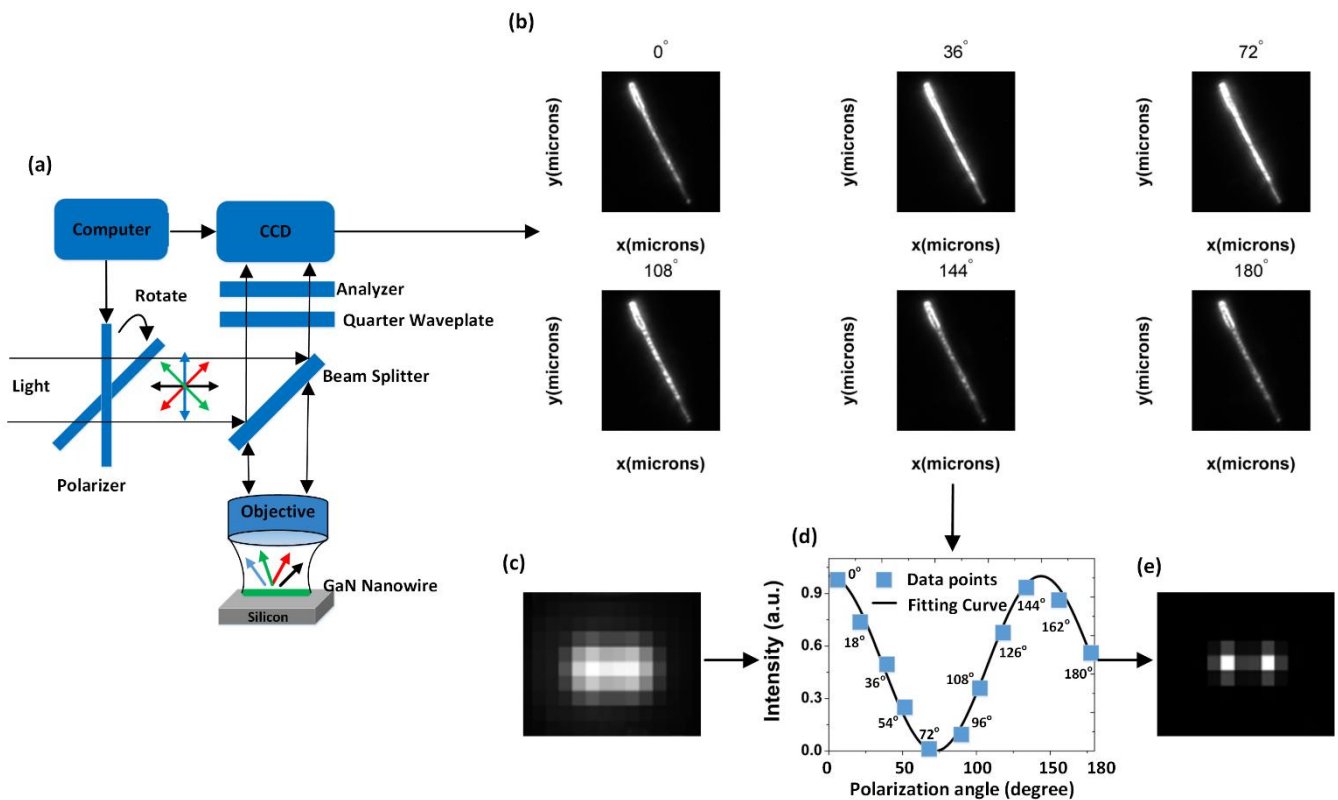 (a)
Computer
CCD
Rotate
Analyzer
Quarter Waveplate
Light
Beam Splitter
Polarizer
Objective
GaN Nanowire
Silicon
(b)
0°
36°
72°
y(microns)
y(microns)
y(microns)
x(microns)
x(microns)
x(microns)
108°
144°
180°
y(microns)
y(microns)
y(microns)
x(microns)
x(microns)
x(microns)
(c)
(d)
Intensity (a.u.)
0.9
0.6
0.3
0.0
0°
Data points
Fitting Curve
18°
36°
54°
72°
96°
108°
126°
144°
162°
180°
0
50
100
150
180
Polarization angle (degree)
(e)